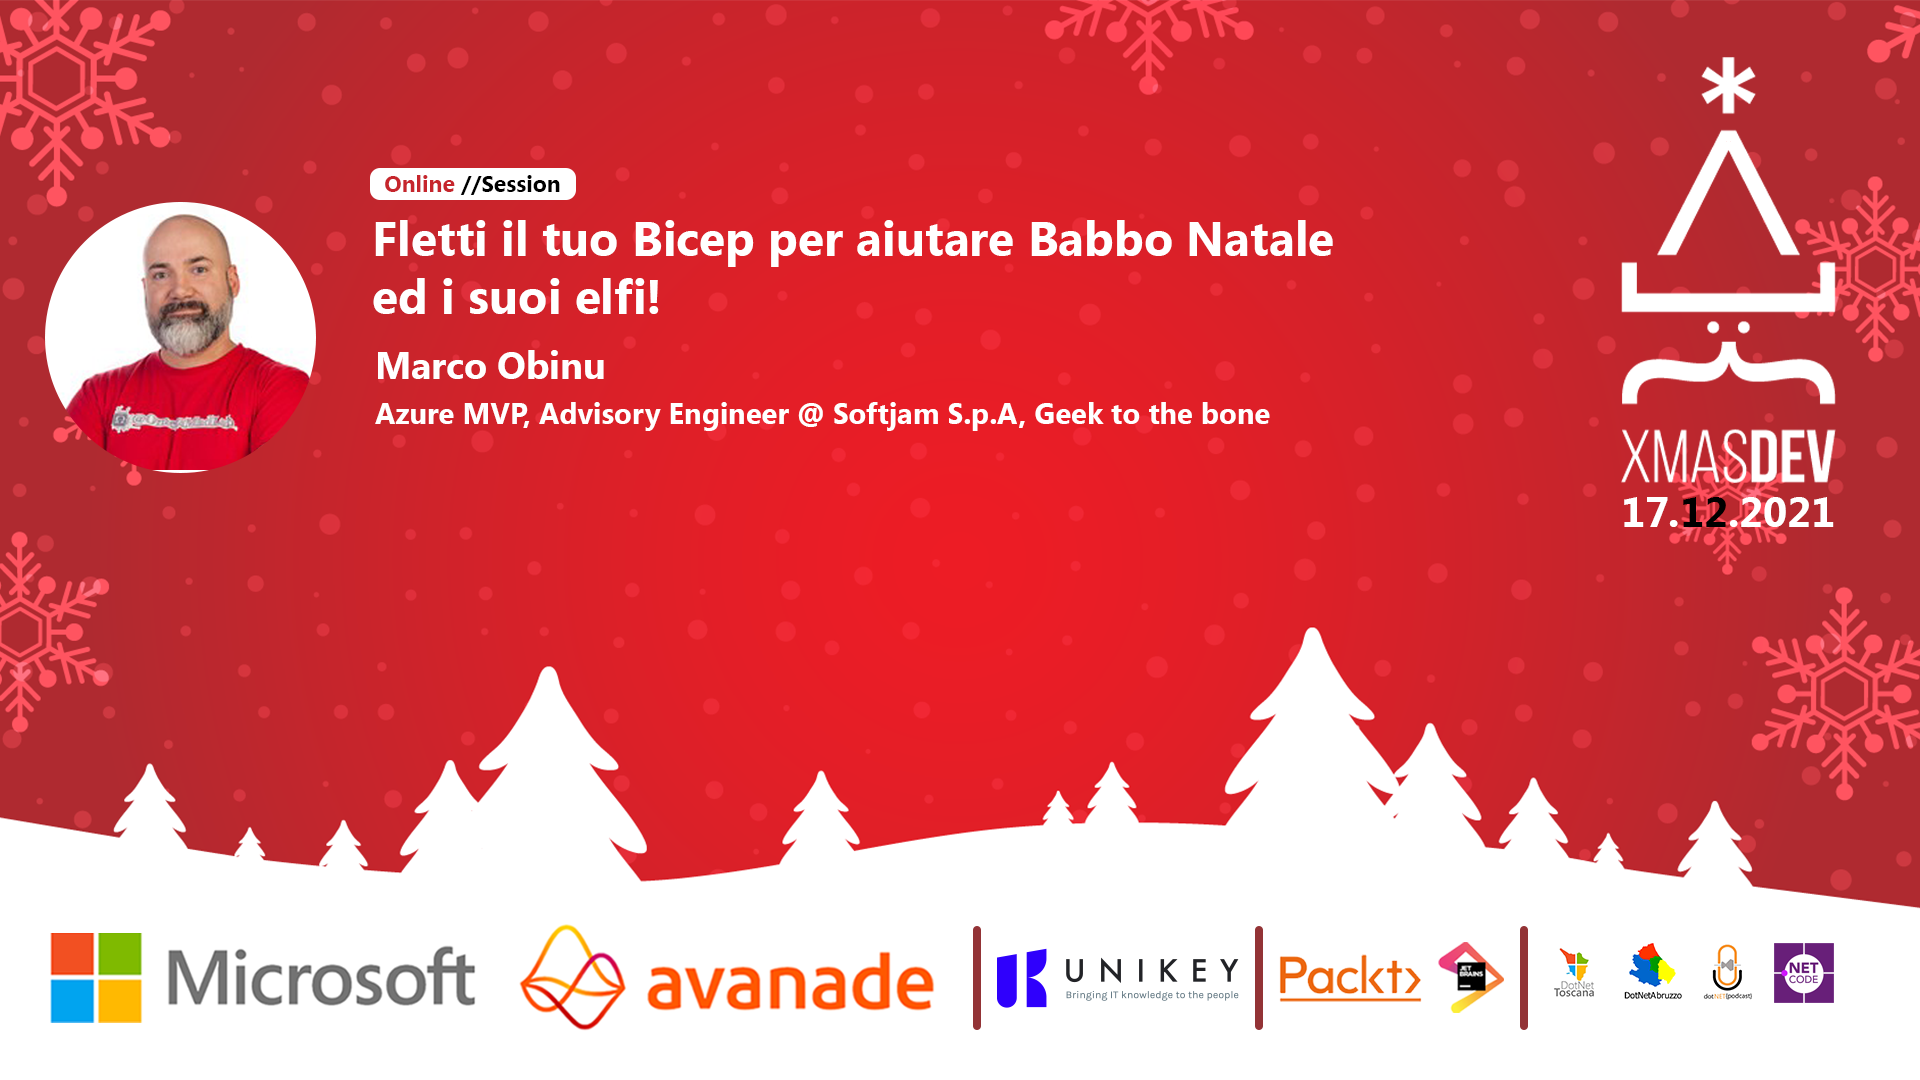 Online //Session
Fletti il tuo Bicep per aiutare Babbo Natale
ed i suoi elfi!
Marco Obinu
Azure MVP, Advisory Engineer @ Softjam S.p.A, Geek to the bone
XMASDEV
17.12.2021
Microsoft
avanade
UNIKEY
Bringing IT knowledge to the people
Packt>
JET
BRAINS
DotNet
Toscana
DotNetAbruzzo
dotNET{podcast}
.NET
CODE